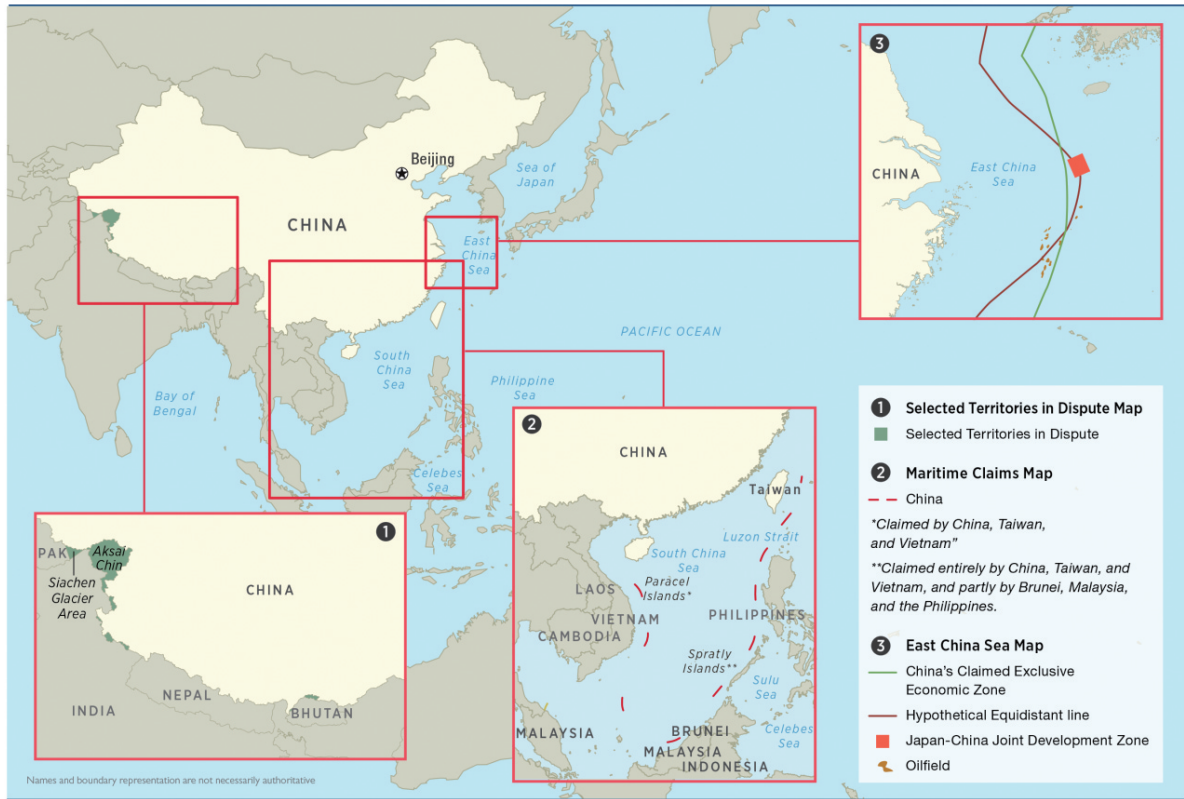 Beijing
CHINA
Sea of
Japan
East
China
Sea
PACIFIC OCEAN
South
China
Sea
Philippine
Sea
Bay of
Bengal
Celebes
Sea
3
CHINA
East China
Sea
1
PAK.
Aksai
Chin
Siachen
Glacier
Area
CHINA
NEPAL
INDIA
BHUTAN
Names and boundary representation are not necessarily authoritative
2
CHINA
Taiwan
Luzon Strait
South China
Sea
Paracel
Islands*
LAOS
VIETNAM
CAMBODIA
PHILIPPINES
Spratly
Islands**
Sulu
Sea
Celebes
Sea
MALAYSIA
BRUNEI
MALAYSIA
INDONESIA
1 Selected Territories in Dispute Map
Selected Territories in Dispute
2 Maritime Claims Map
China
*Claimed by China, Taiwan,
and Vietnam”
**Claimed entirely by China, Taiwan, and
Vietnam, and partly by Brunei, Malaysia,
and the Philippines.
3 East China Sea Map
China’s Claimed Exclusive
Economic Zone
Hypothetical Equidistant line
Japan-China Joint Development Zone
Oilfield